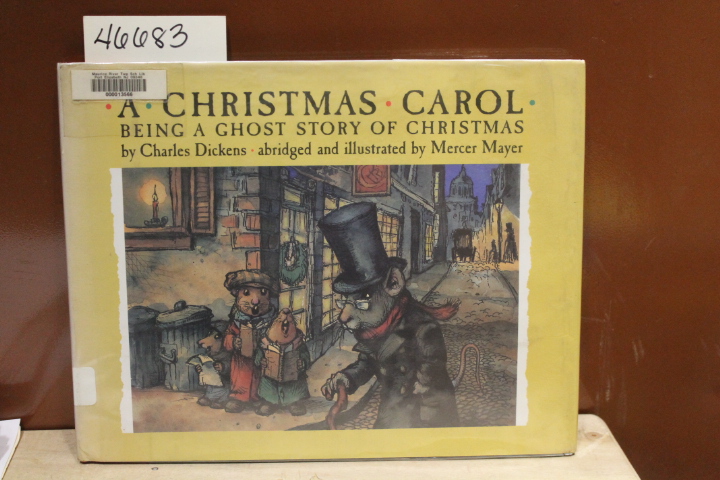 46683
A • CHRISTMAS • CAROL •
BEING A GHOST STORY OF CHRISTMAS
by Charles Dickens • abridged and illustrated by Mercer Mayer